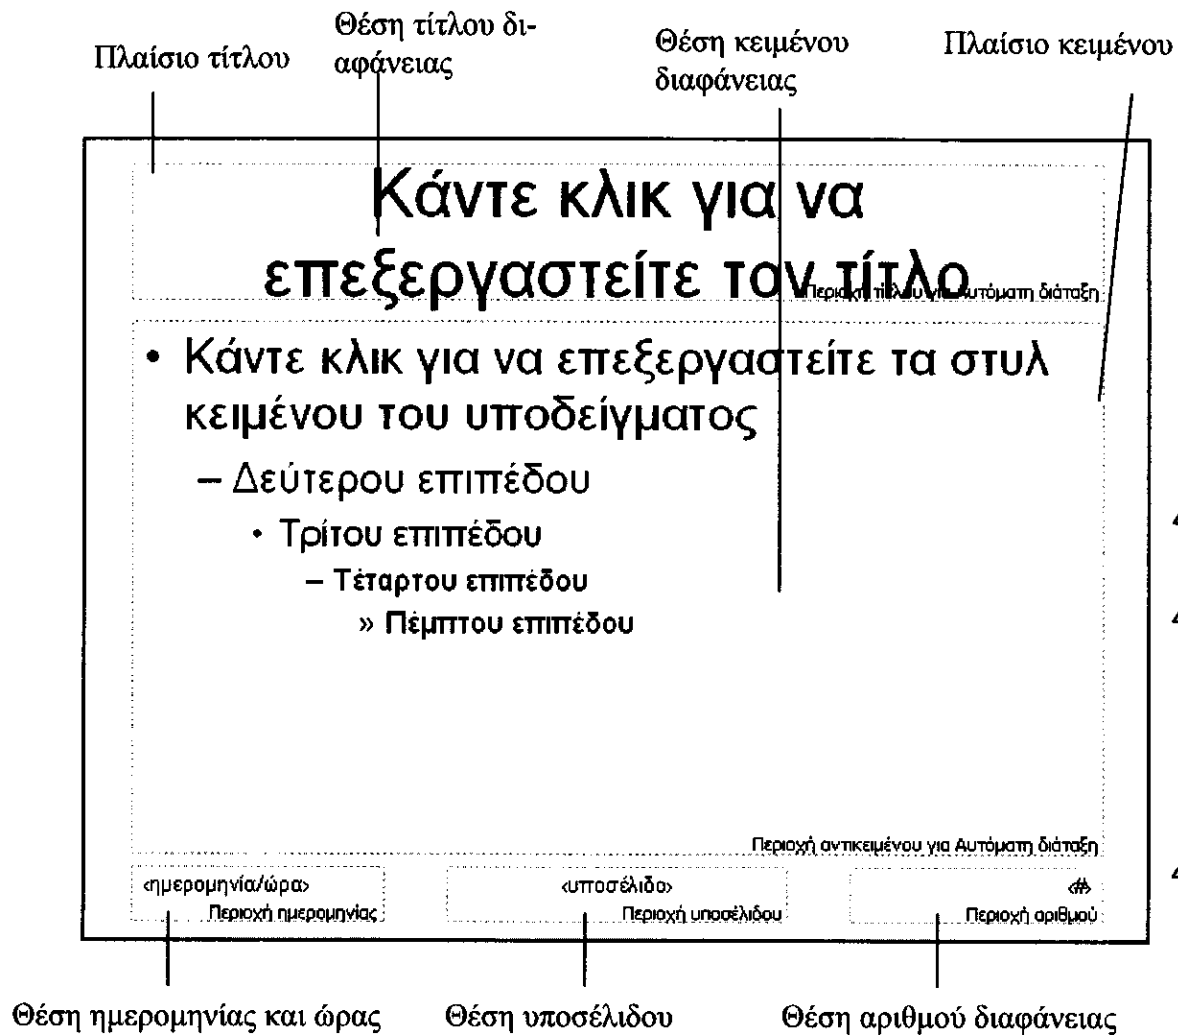 Πλαίσιο τίτλου
Θέση τίτλου δι-
αφάνειας
Θέση κειμένου
διαφάνειας
Πλαίσιο κειμένου
Κάντε κλικ για να
επεξεργαστείτε τον τίτλο
Περιοχή τίτλου για Αυτόματη διάταξη
• Κάντε κλικ για να επεξεργαστείτε τα στυλ
κειμένου του υποδείγματος
– Δεύτερου επιπέδου
• Τρίτου επιπέδου
– Τέταρτου επιπέδου
» Πέμπτου επιπέδου
Περιοχή αντικειμένου για Αυτόματη διάταξη
<ημερομηνία/ώρα>
Περιοχή ημερομηνίας
<υποσέλιδο>
Περιοχή υποσέλιδου
<#>
Περιοχή αριθμού
Θέση ημερομηνίας και ώρας
Θέση υποσέλιδου
Θέση αριθμού διαφάνειας